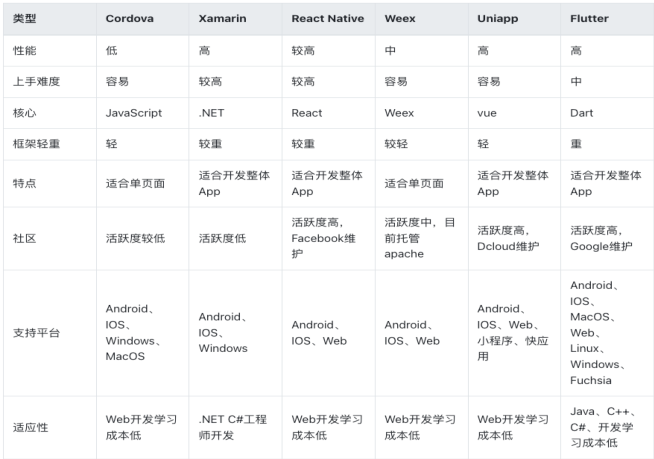 类型 Cordova Xamarin React Native Weex Uniapp Flutter
性能 低 高 较高 中 高 高
上手难度 容易 较高 较高 容易 容易 中
核心 JavaScript .NET React Weex vue Dart
框架轻重 轻 较重 较重 较轻 轻 重
特点 适合单页面 适合开发整体App 适合开发整体App 适合单页面 适合开发整体App 适合开发整体App
社区 活跃度较低 活跃度低 活跃度高，Facebook维护 活跃度中，目前托管apache 活跃度高，Dcloud维护 活跃度高，Google维护
支持平台 Android、IOS、Windows、MacOS Android、IOS、Windows Android、IOS、Web Android、IOS、Web Android、IOS、Web、小程序、快应用 Android、IOS、MacOS、Web、Linux、Windows、Fuchsia
适应性 Web开发学习成本低 .NET C#工程师开发 Web开发学习成本低 Web开发学习成本低 Web开发学习成本低 Java、C++、C#、开发学习成本低